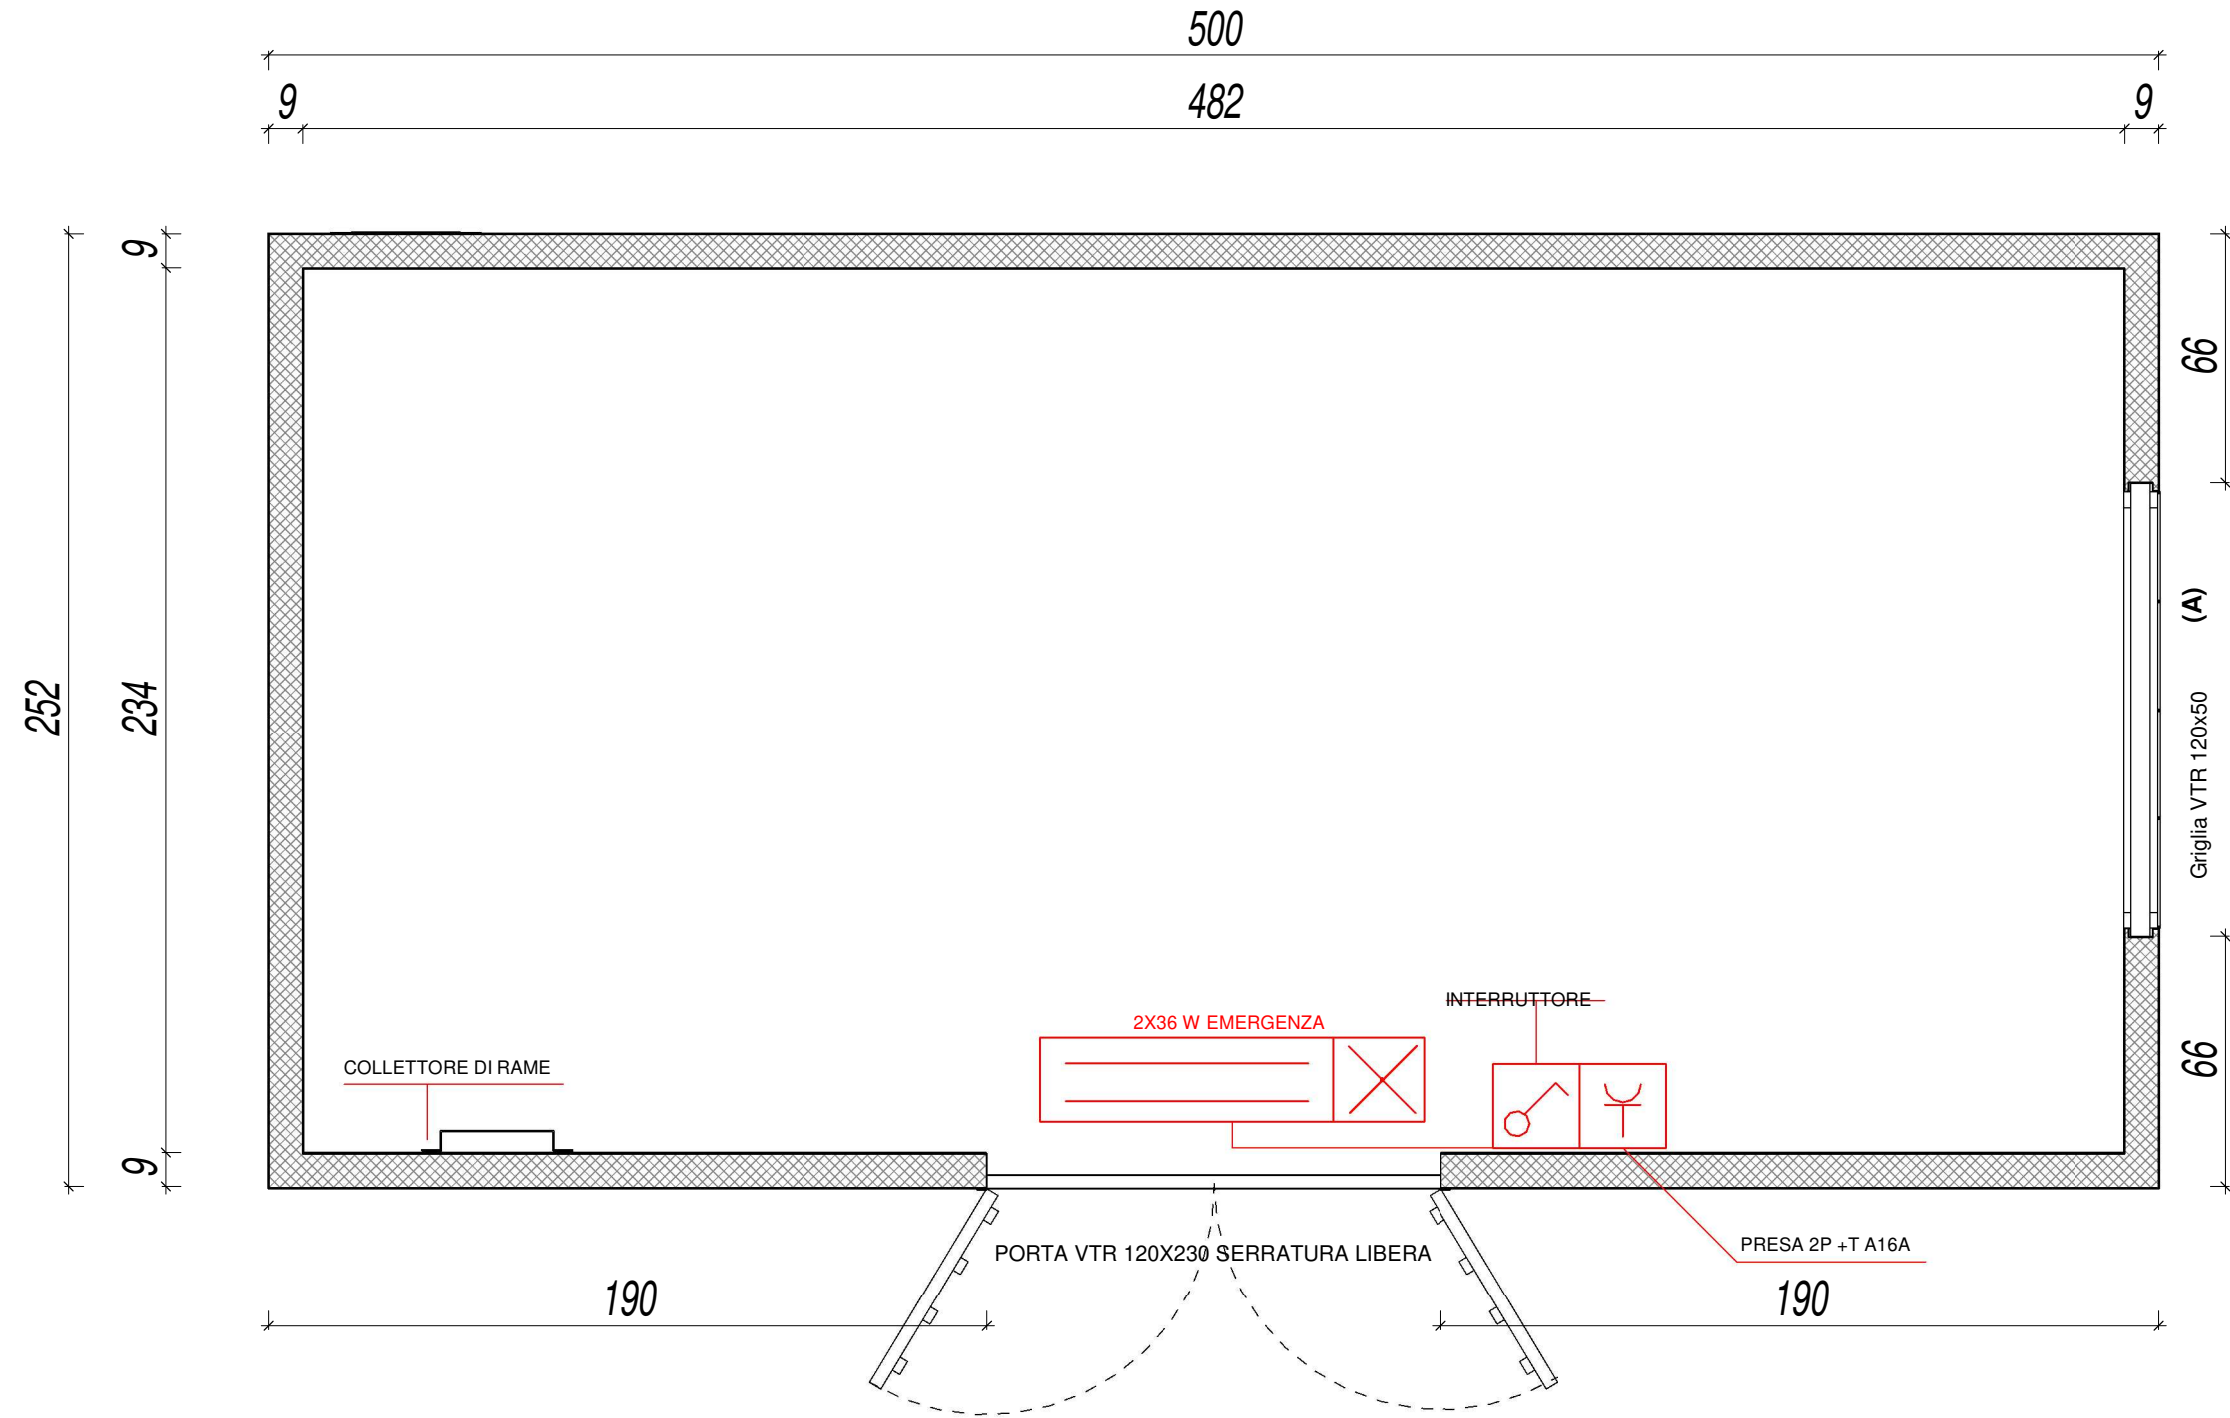 500
9
482
9
9
66
(A)
252
234
Griglia VTR 120x50
INTERRUTTORE
2X36 W EMERGENZA
COLLETTORE DI RAME
66
9
PORTA VTR 120X230 SERRATURA LIBERA
PRESA 2P +T A16A
190
190